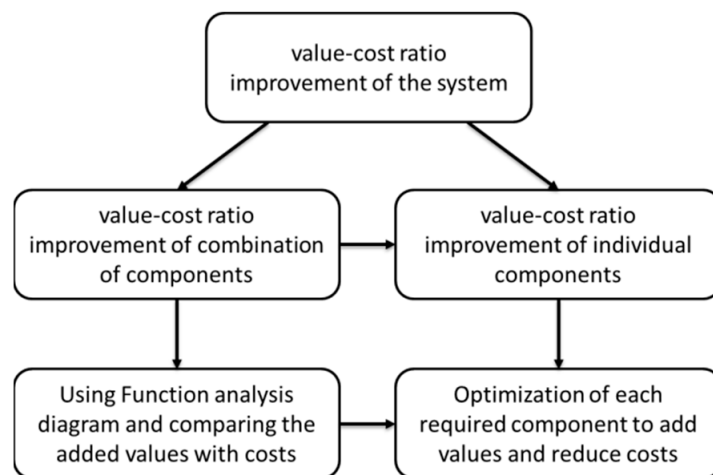 value-cost ratio
improvement of the system
value-cost ratio
improvement of combination
of components
value-cost ratio
improvement of individual
components
Using Function analysis
diagram and comparing the
added values with costs
Optimization of each
required component to add
values and reduce costs